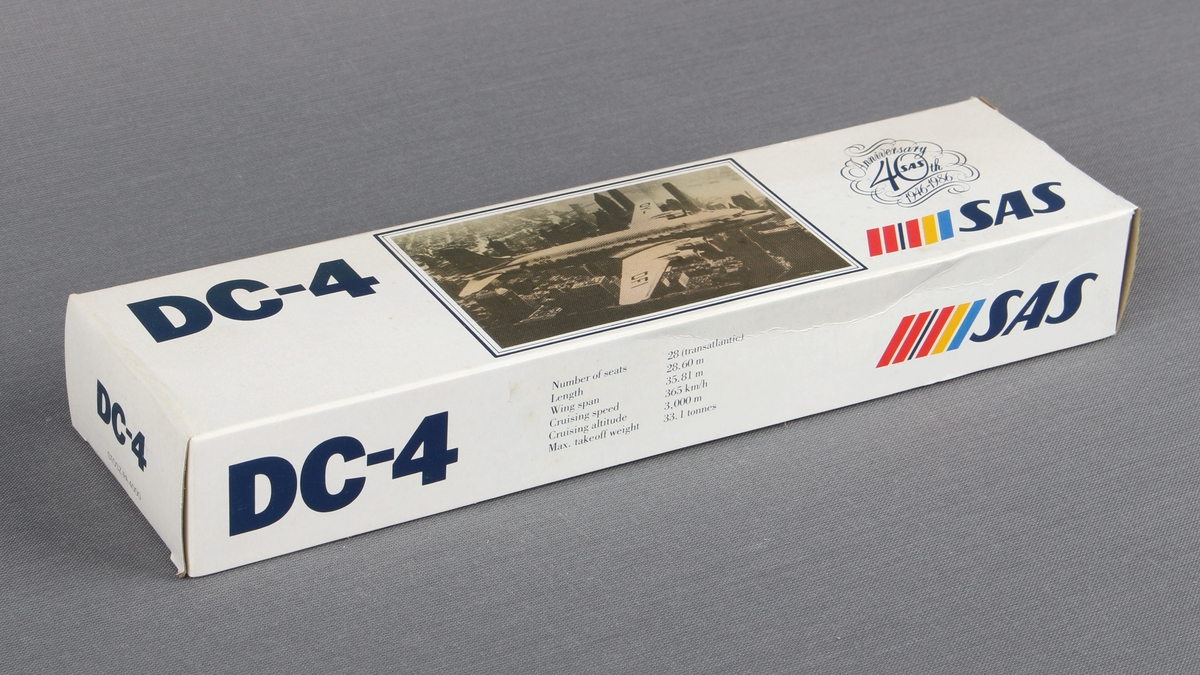 Anniversary
40 SAS th
1946-1986
SAS
DC-4
DC-4
DC-4
Number of seats 28 (transatlantic)
Length 28.60 m
Wing span 35.81 m
Cruising speed 365 km/h
Cruising altitude 3,000 m
Max. takeoff weight 33.1 tonnes
SAS